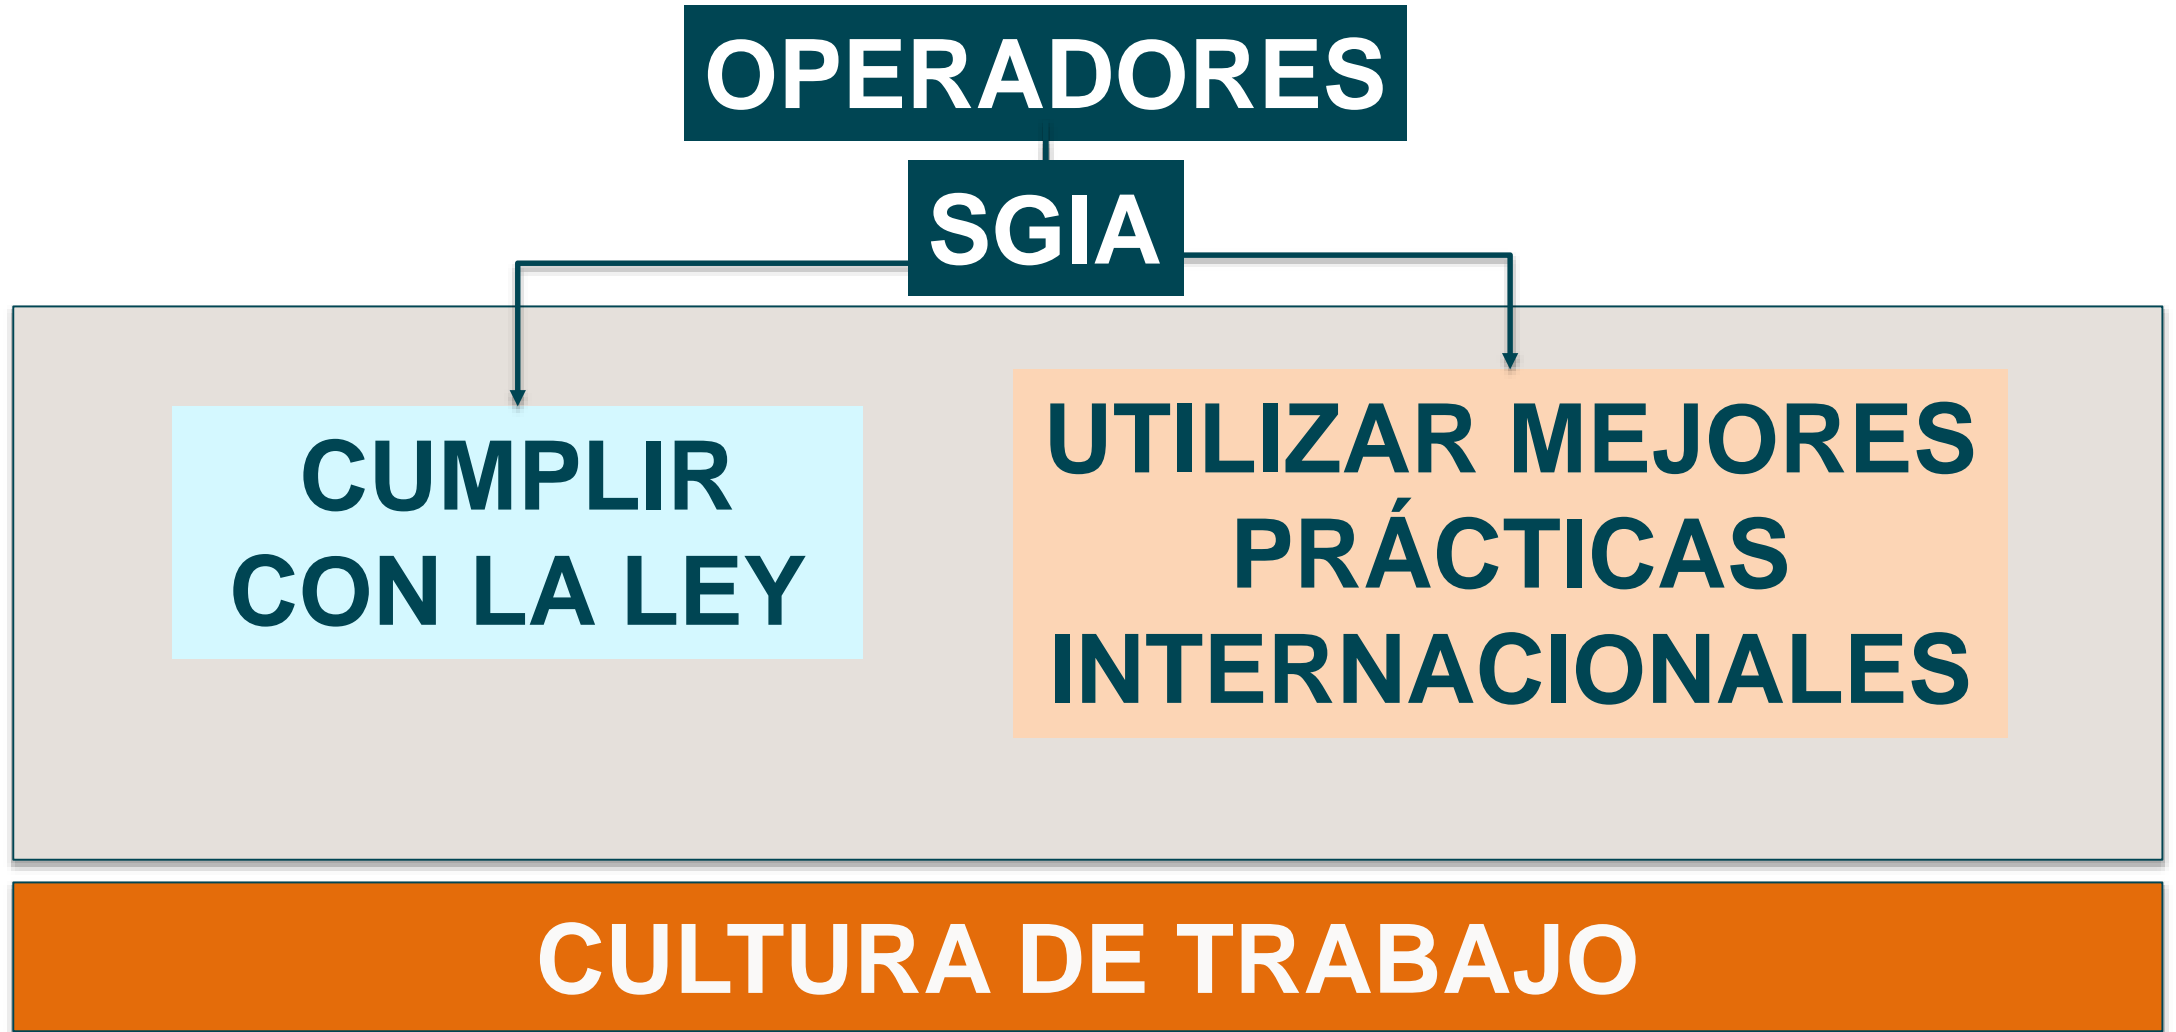 OPERADORES
SGIA
CUMPLIR
CON LA LEY
UTILIZAR MEJORES
PRÁCTICAS
INTERNACIONALES
CULTURA DE TRABAJO